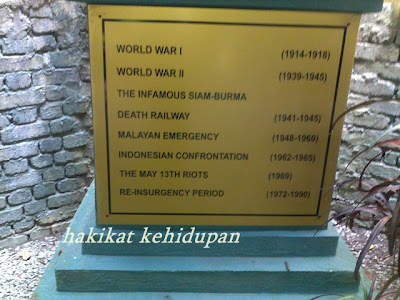 WORLD WAR I (1914-1918)
WORLD WAR II (1939-1945)
THE INFAMOUS SIAM-BURMA
DEATH RAILWAY (1941-1945)
MALAYAN EMERGENCY (1948-1960)
INDONESIAN CONFRONTATION (1962-1965)
THE MAY 13TH RIOTS (1969)
RE-INSURGENCY PERIOD (1972-1990)
hakikat kehidupan